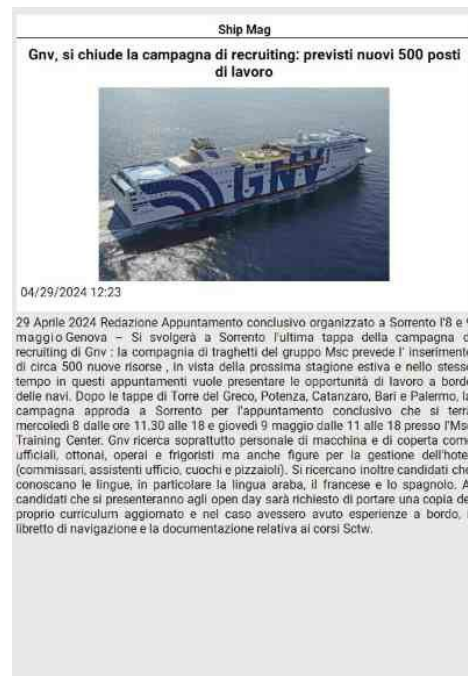 Ship Mag
Gnv, si chiude la campagna di recruiting: previsti nuovi 500 posti
di lavoro
GNV
04/29/2024 12:23
29 Aprile 2024 Redazione Appuntamento conclusivo organizzato a Sorrento l'8 e 9
maggio Genova – Si svolgerà a Sorrento l'ultima tappa della campagna
recruiting di Gnv : la compagnia di traghetti del gruppo Msc prevede l' inserimento
di circa 500 nuove risorse , in vista della prossima stagione estiva e nello stesso
tempo in questi appuntamenti vuole presentare le opportunità di lavoro a bordo
delle navi. Dopo le tappe di Torre del Greco, Potenza, Catanzaro, Bari e Palermo, la
campagna approda a Sorrento per l'appuntamento conclusivo che si terrà
mercoledì 8 dalle ore 11.30 alle 18 e giovedì 9 maggio dalle 11 alle 18 presso l'Msc
Training Center. Gnv ricerca soprattutto personale di macchina e di coperta come
ufficiali, ottonai, operai e frigoristi ma anche figure per la gestione dell'hotel
(commissari, assistenti ufficio, cuochi e pizzaioli). Si ricercano inoltre candidati che
conoscano le lingue, in particolare la lingua araba, il francese e lo spagnolo. Ai
candidati che si presenteranno agli open day sarà richiesto di portare una copia del
proprio curriculum aggiornato e nel caso avessero avuto esperienze a bordo,
libretto di navigazione e la documentazione relativa ai corsi Sctw.